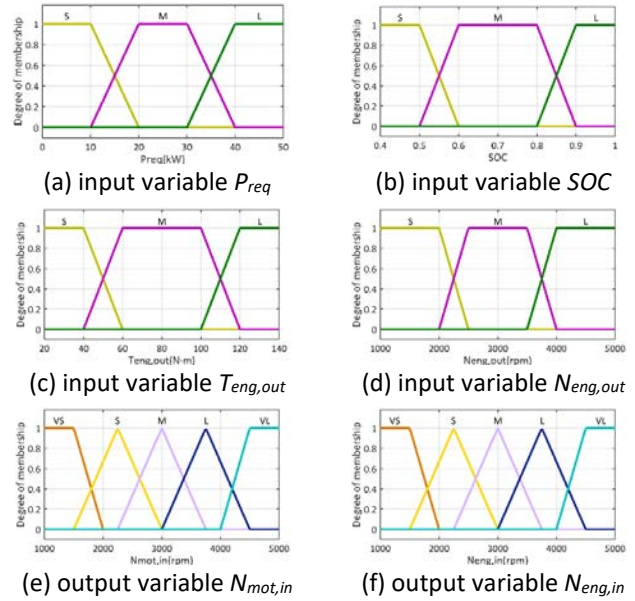 S M L S M L
Degree of membership
1
0.8
0.6
0.4
0.2
0
0 10 20 30 40 50
Preq(kW)
Degree of membership
1
0.8
0.6
0.4
0.2
0
0.4 0.5 0.6 0.7 0.8 0.9 1
SOC
(a) input variable Preq (b) input variable SOC
S M L S M L
Degree of membership
1
0.8
0.6
0.4
0.2
0
20 40 60 80 100 120 140
Teng,out(N·m)
Degree of membership
1
0.8
0.6
0.4
0.2
0
1000 2000 3000 4000 5000
Neng,out(rpm)
(c) input variable Teng,out (d) input variable Neng,out
VS S M L VL VS S M L VL
Degree of membership
1
0.8
0.6
0.4
0.2
0
1000 2000 3000 4000 5000
Nmot,in(rpm)
Degree of membership
1
0.8
0.6
0.4
0.2
0
1000 2000 3000 4000 5000
Neng,in(rpm)
(e) output variable Nmot,in (f) output variable Neng,in